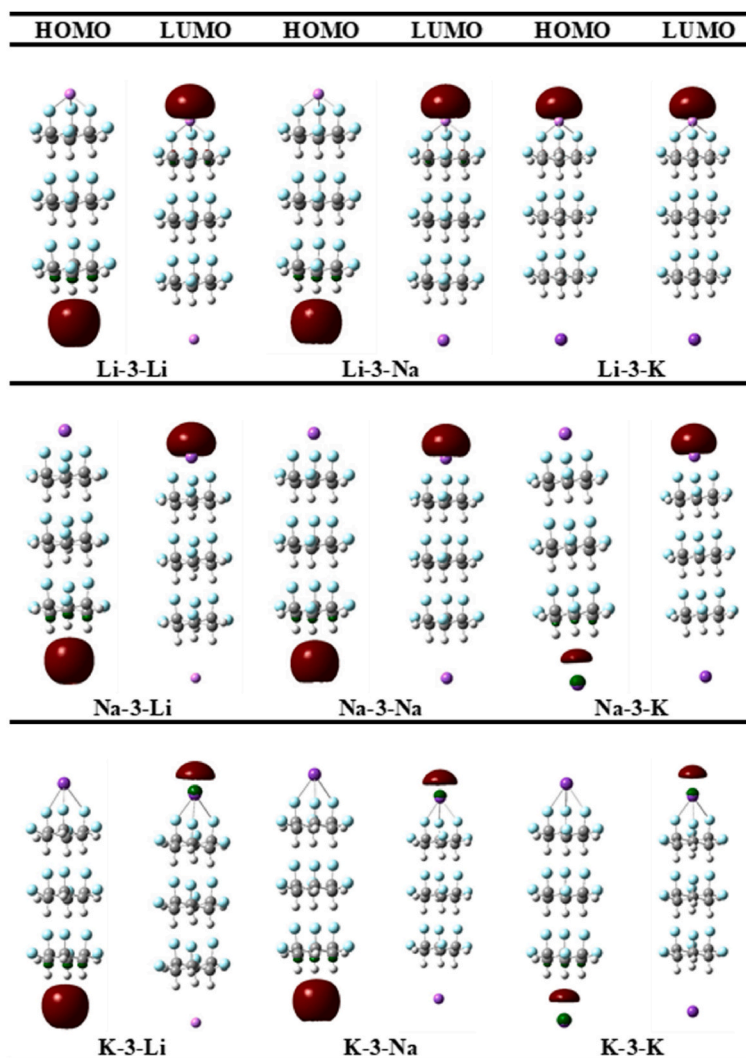 HOMO LUMO HOMO LUMO HOMO LUMO
Li-3-Li Li-3-Na Li-3-K
Na-3-Li Na-3-Na Na-3-K
K-3-Li K-3-Na K-3-K